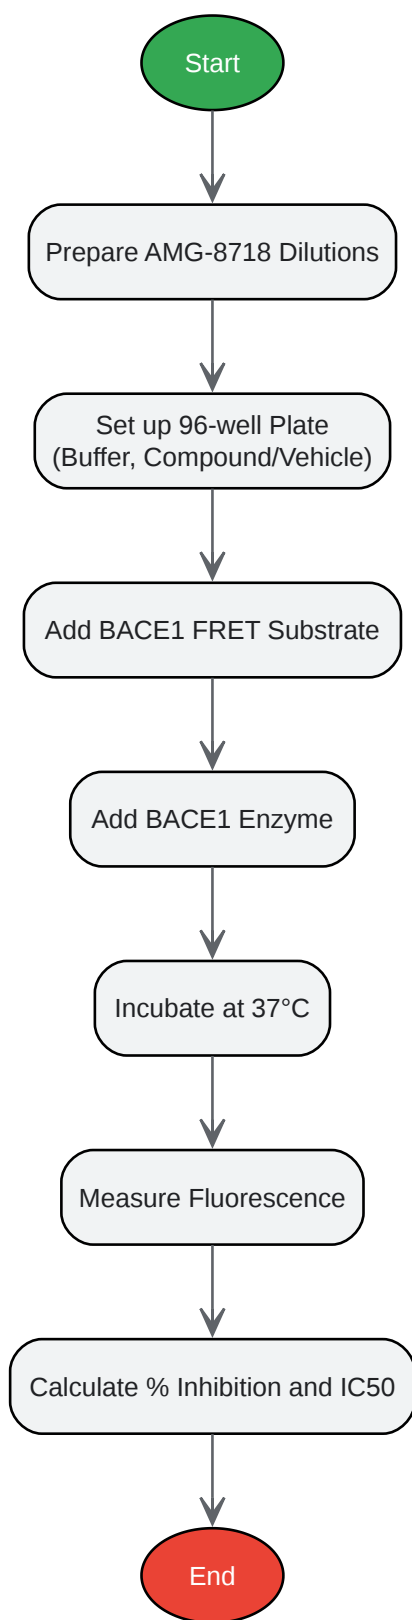 Start
Prepare AMG-8718 Dilutions
Set up 96-well Plate
(Buffer, Compound/Vehicle)
Add BACE1 FRET Substrate
Add BACE1 Enzyme
Incubate at 37°C
Measure Fluorescence
Calculate % Inhibition and IC50
End